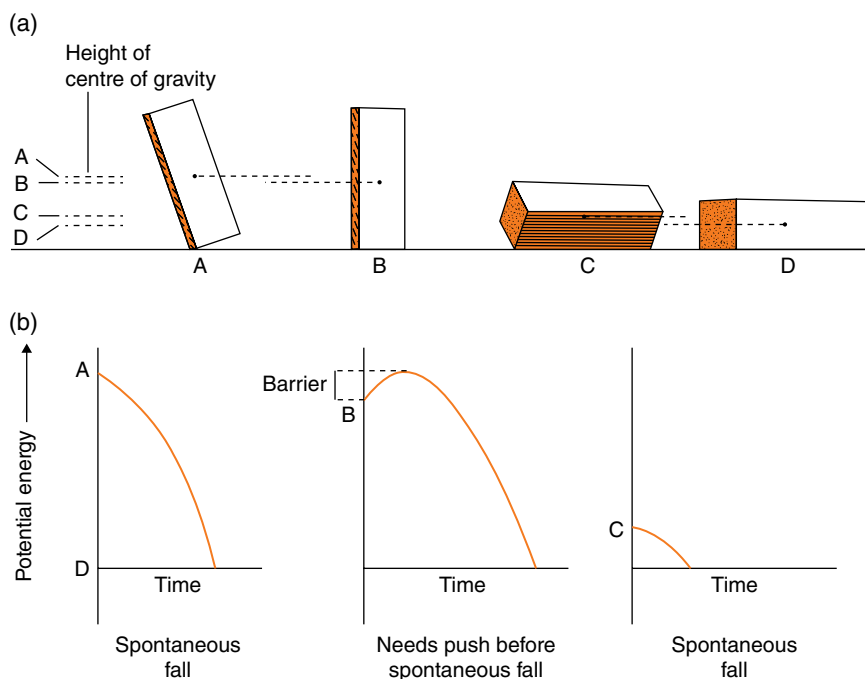 (a)
Height of
centre of gravity
A
B
C
D
A
B
C
D
(b)
Potential energy
A
D
Time
Spontaneous
fall
Barrier
B
Time
Needs push before
spontaneous fall
C
Time
Spontaneous
fall